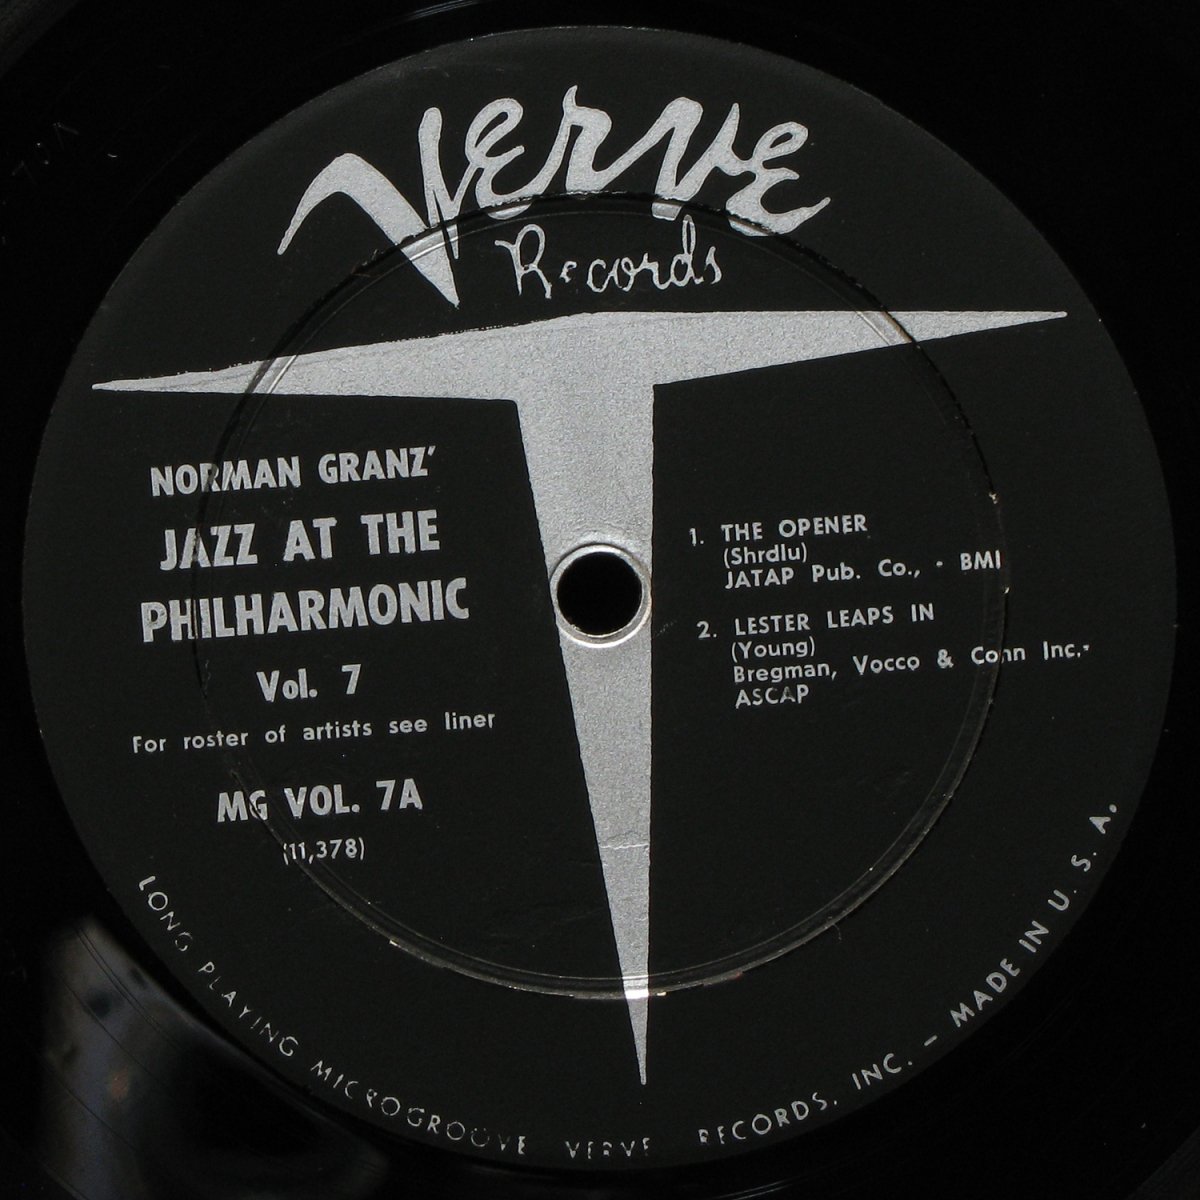 Verve
Records
NORMAN GRANZ'
JAZZ AT THE
PHILHARMONIC
Vol. 7
For roster of artists see liner
MG VOL. 7A
(11,378)
1. THE OPENER
(Shrdlu)
JATAP Pub. Co., - BMI
2. LESTER LEAPS IN
(Young)
Bregman, Vocco & Conn Inc.-
ASCAP
LONG PLAYING MICROGROOVE VERVE RECORDS, INC. – MADE IN U. S. A.